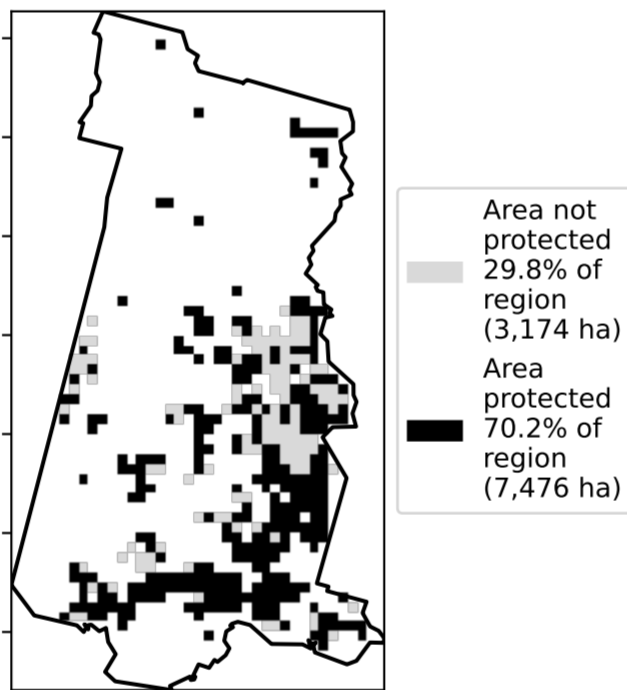 Area not
protected
29.8% of
region
(3,174 ha)
Area
protected
70.2% of
region
(7,476 ha)